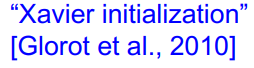 “Xavier initialization”
[Glorot et al., 2010]